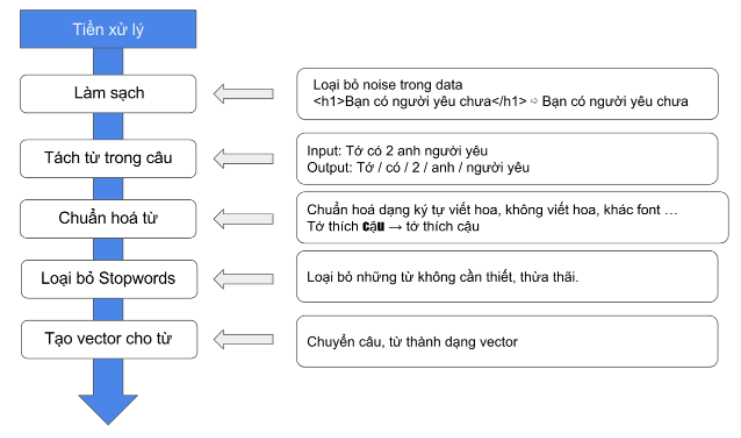 Tiền xử lý
Làm sạch
Loại bỏ noise trong data
<h1>Bạn có người yêu chưa</h1> ➪ Bạn có người yêu chưa
Tách từ trong câu
Input: Tớ có 2 anh người yêu
Output: Tớ / có / 2 / anh / người yêu
Chuẩn hoá từ
Chuẩn hoá dạng ký tự viết hoa, không viết hoa, khác font ...
Tớ thích cậu → tớ thích cậu
Loại bỏ Stopwords
Loại bỏ những từ không cần thiết, thừa thãi.
Tạo vector cho từ
Chuyển câu, từ thành dạng vector